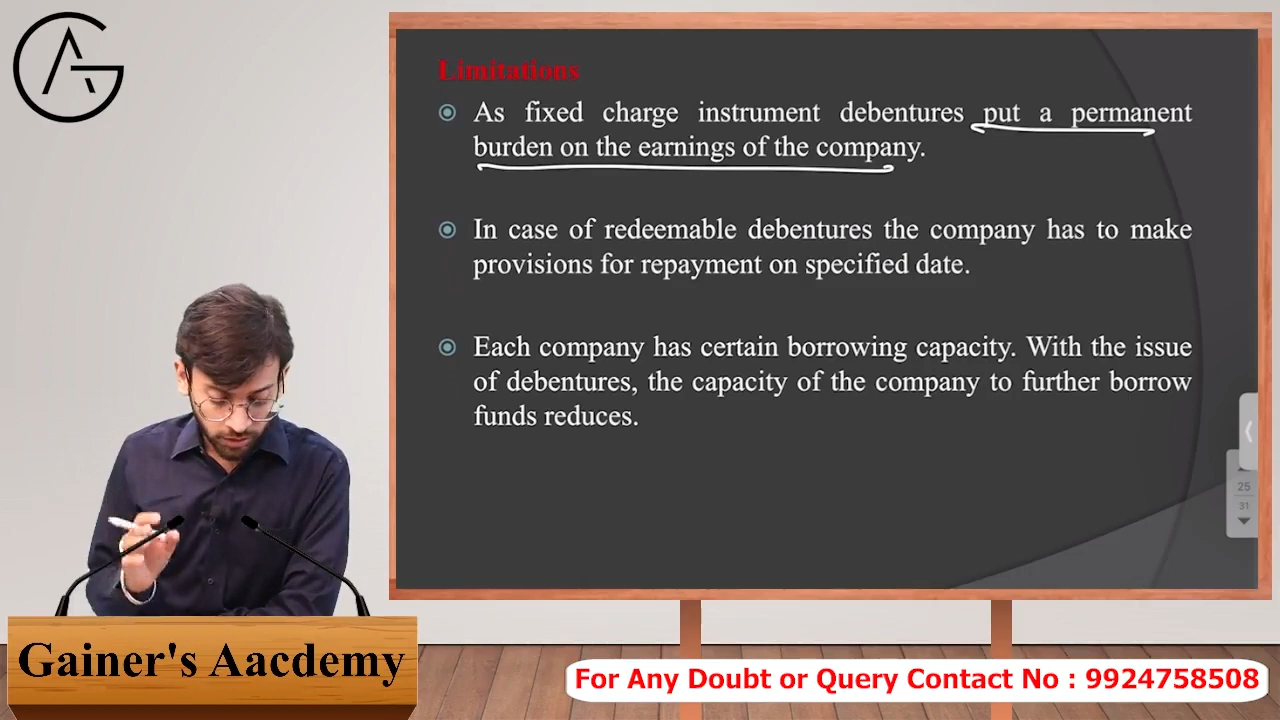 Limitations
As fixed charge instrument debentures put a permanent
burden on the earnings of the company.
In case of redeemable debentures the company has to make
provisions for repayment on specified date.
Each company has certain borrowing capacity. With the issue
of debentures, the capacity of the company to further borrow
funds reduces.
25
31
Gainer's Aacdemy
For Any Doubt or Query Contact No : 9924758508